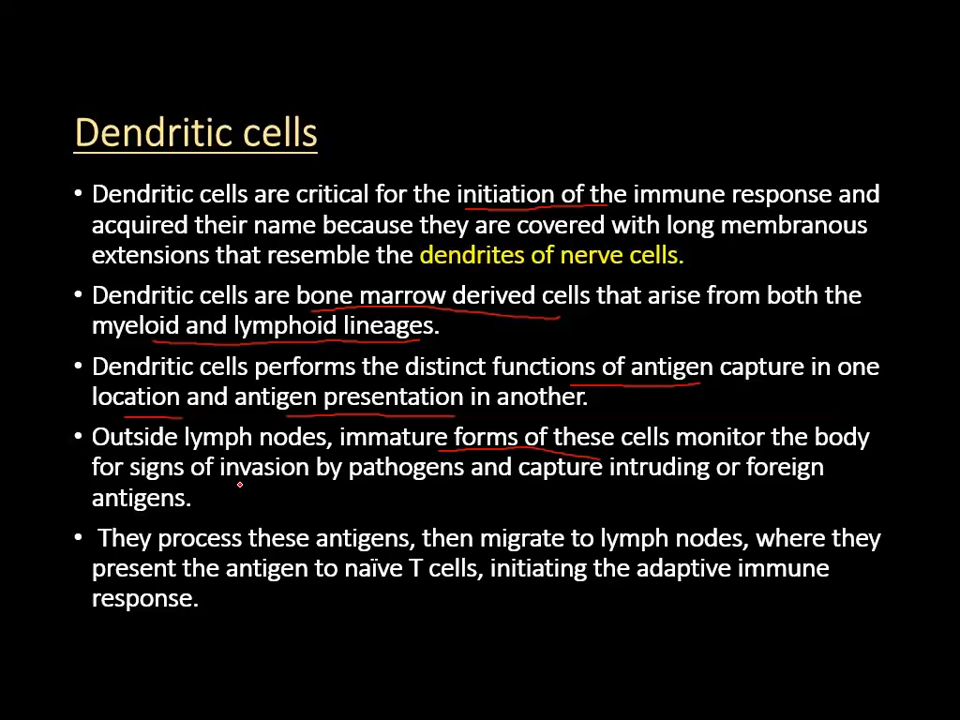 Dendritic cells
• Dendritic cells are critical for the initiation of the immune response and
acquired their name because they are covered with long membranous
extensions that resemble the dendrites of nerve cells.
• Dendritic cells are bone marrow derived cells that arise from both the
myeloid and lymphoid lineages.
• Dendritic cells performs the distinct functions of antigen capture in one
location and antigen presentation in another.
• Outside lymph nodes, immature forms of these cells monitor the body
for signs of invasion by pathogens and capture intruding or foreign
antigens.
• They process these antigens, then migrate to lymph nodes, where they
present the antigen to naïve T cells, initiating the adaptive immune
response.